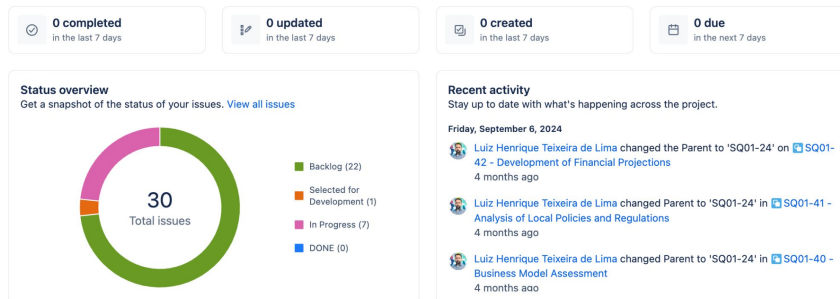 0 completed
in the last 7 days
0 updated
in the last 7 days
0 created
in the last 7 days
0 due
in the next 7 days
Status overview
Get a snapshot of the status of your issues. View all issues
30
Total issues
Backlog (22)
Selected for
Development (1)
In Progress (7)
DONE (0)
Recent activity
Stay up to date with what's happening across the project.
Friday, September 6, 2024
Luiz Henrique Teixeira de Lima changed the Parent to 'SQ01-24' on SQ01-
42 - Development of Financial Projections
4 months ago
Luiz Henrique Teixeira de Lima changed Parent to 'SQ01-24' in SQ01-41 -
Analysis of Local Policies and Regulations
4 months ago
Luiz Henrique Teixeira de Lima changed Parent to 'SQ01-24' in SQ01-40 -
Business Model Assessment
4 months ago